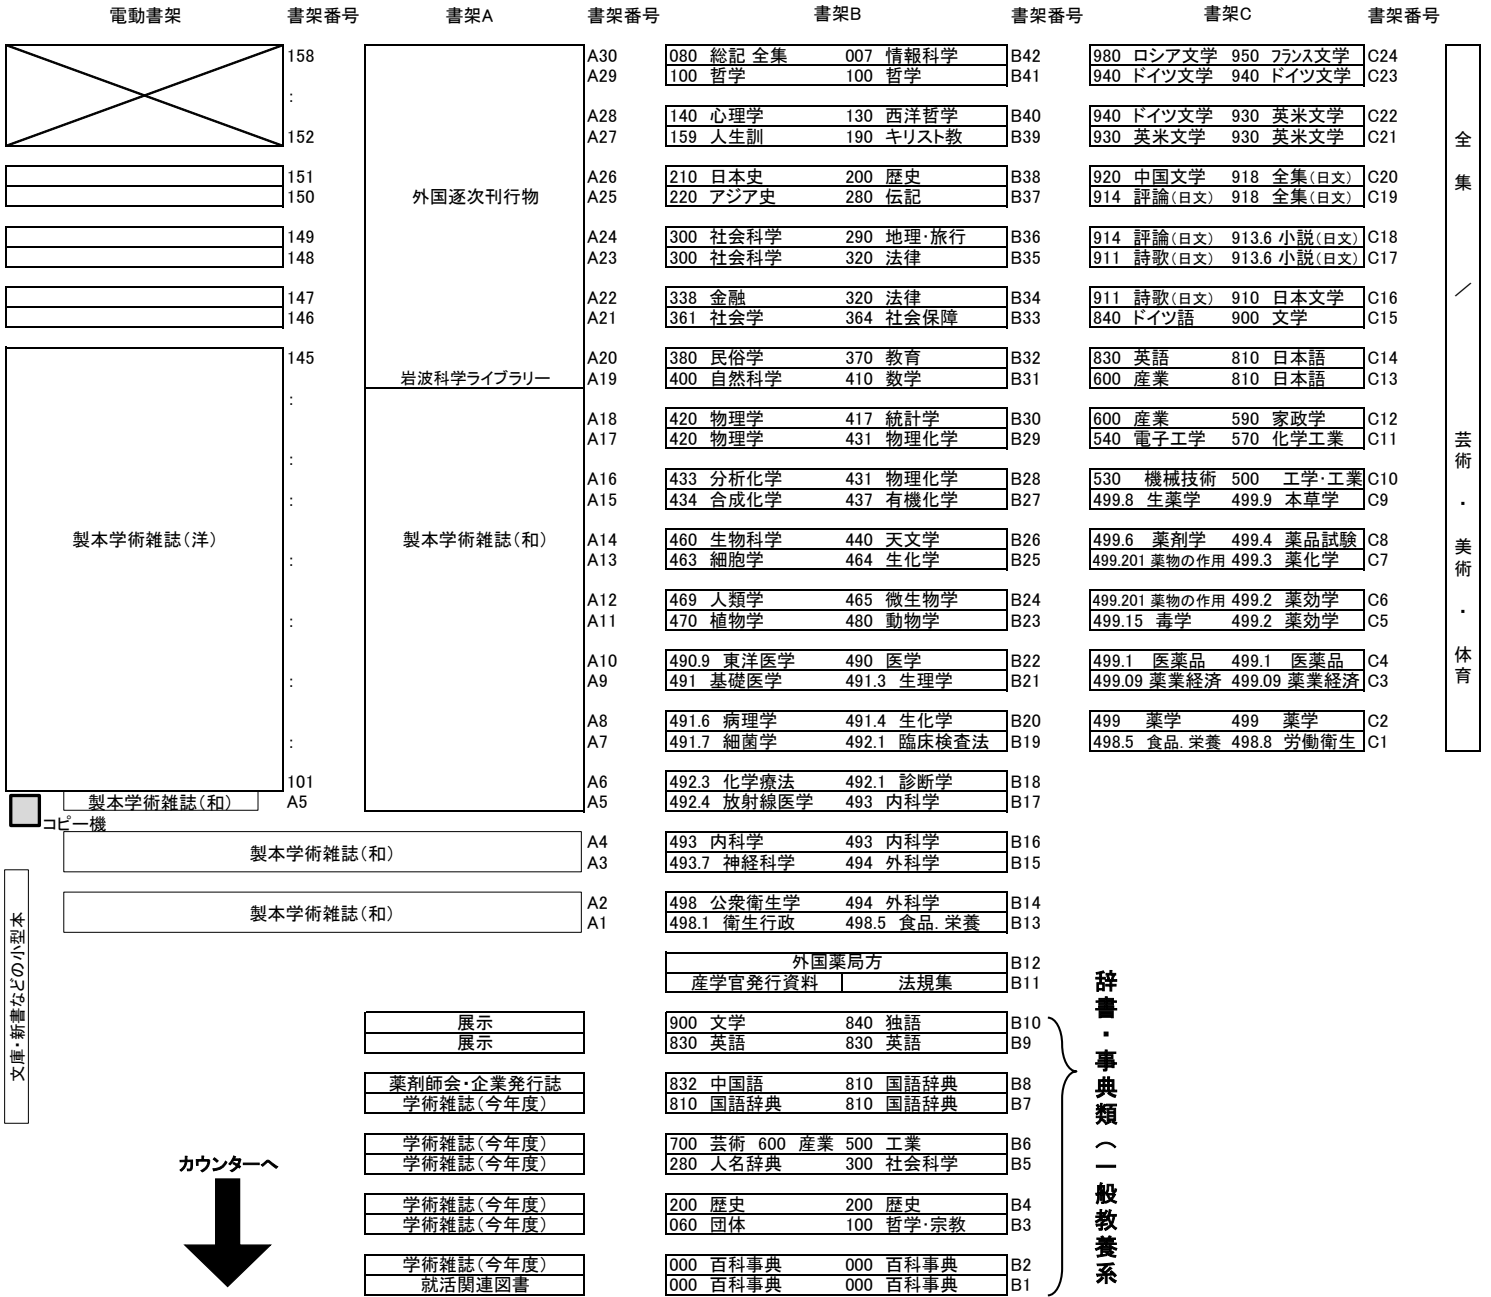 電動書架 書架番号 書架A 書架番号 書架B 書架番号 書架C 書架番号
158 A30 080 総記 全集 007 情報科学 B42 980 ロシア文学 950 フランス文学 C24
A29 100 哲学 100 哲学 B41 940 ドイツ文学 940 ドイツ文学 C23
:
A28 140 心理学 130 西洋哲学 B40 940 ドイツ文学 930 英米文学 C22
152 A27 159 人生訓 190 キリスト教 B39 930 英米文学 930 英米文学 C21
151 A26 210 日本史 200 歴史 B38 920 中国文学 918 全集(日文) C20
150 外国逐次刊行物 A25 220 アジア史 280 伝記 B37 914 評論(日文) 918 全集(日文) C19
149 A24 300 社会科学 290 地理･旅行 B36 914 評論(日文) 913.6 小説(日文) C18
148 A23 300 社会科学 320 法律 B35 911 詩歌(日文) 913.6 小説(日文) C17
147 A22 338 金融 320 法律 B34 911 詩歌(日文) 910 日本文学 C16
146 A21 361 社会学 364 社会保障 B33 840 ドイツ語 900 文学 C15
145 A20 380 民俗学 370 教育 B32 830 英語 810 日本語 C14
岩波科学ライブラリー A19 400 自然科学 410 数学 B31 600 産業 810 日本語 C13
:
A18 420 物理学 417 統計学 B30 600 産業 590 家政学 C12
A17 420 物理学 431 物理化学 B29 540 電子工学 570 化学工業 C11
:
A16 433 分析化学 431 物理化学 B28 530 機械技術 500 工学･工業 C10
: A15 434 合成化学 437 有機化学 B27 499.8 生薬学 499.9 本草学 C9
製本学術雑誌(洋) 製本学術雑誌(和) A14 460 生物科学 440 天文学 B26 499.6 薬剤学 499.4 薬品試験 C8
: A13 463 細胞学 464 生化学 B25 499.201 薬物の作用 499.3 薬化学 C7
A12 469 人類学 465 微生物学 B24 499.201 薬物の作用 499.2 薬効学 C6
: A11 470 植物学 480 動物学 B23 499.15 毒学 499.2 薬効学 C5
A10 490.9 東洋医学 490 医学 B22 499.1 医薬品 499.1 医薬品 C4
: A9 491 基礎医学 491.3 生理学 B21 499.09 薬業経済 499.09 薬業経済 C3
A8 491.6 病理学 491.4 生化学 B20 499 薬学 499 薬学 C2
: A7 491.7 細菌学 492.1 臨床検査法 B19 498.5 食品.栄養 498.8 労働衛生 C1
全集/芸術・美術・体育
101 A6 492.3 化学療法 492.1 診断学 B18
製本学術雑誌(和) A5 A5 492.4 放射線医学 493 内科学 B17
コピー機
A4 493 内科学 493 内科学 B16
製本学術雑誌(和)
A3 493.7 神経科学 494 外科学 B15
A2 498 公衆衛生学 494 外科学 B14
製本学術雑誌(和)
A1 498.1 衛生行政 498.5 食品.栄養 B13
文庫・新書などの小型本
外国薬局方 B12
産学官発行資料 法規集 B11
展示 900 文学 840 独語 B10
展示 830 英語 830 英語 B9
薬剤師会・企業発行誌 832 中国語 810 国語辞典 B8
学術雑誌(今年度) 810 国語辞典 810 国語辞典 B7
学術雑誌(今年度) 700 芸術 600 産業 500 工業 B6
カウンターへ 学術雑誌(今年度) 280 人名辞典 300 社会科学 B5
学術雑誌(今年度) 200 歴史 200 歴史 B4
学術雑誌(今年度) 060 団体 100 哲学･宗教 B3
学術雑誌(今年度) 000 百科事典 000 百科事典 B2
就活関連図書 000 百科事典 000 百科事典 B1
辞書・事典類(一般教養系